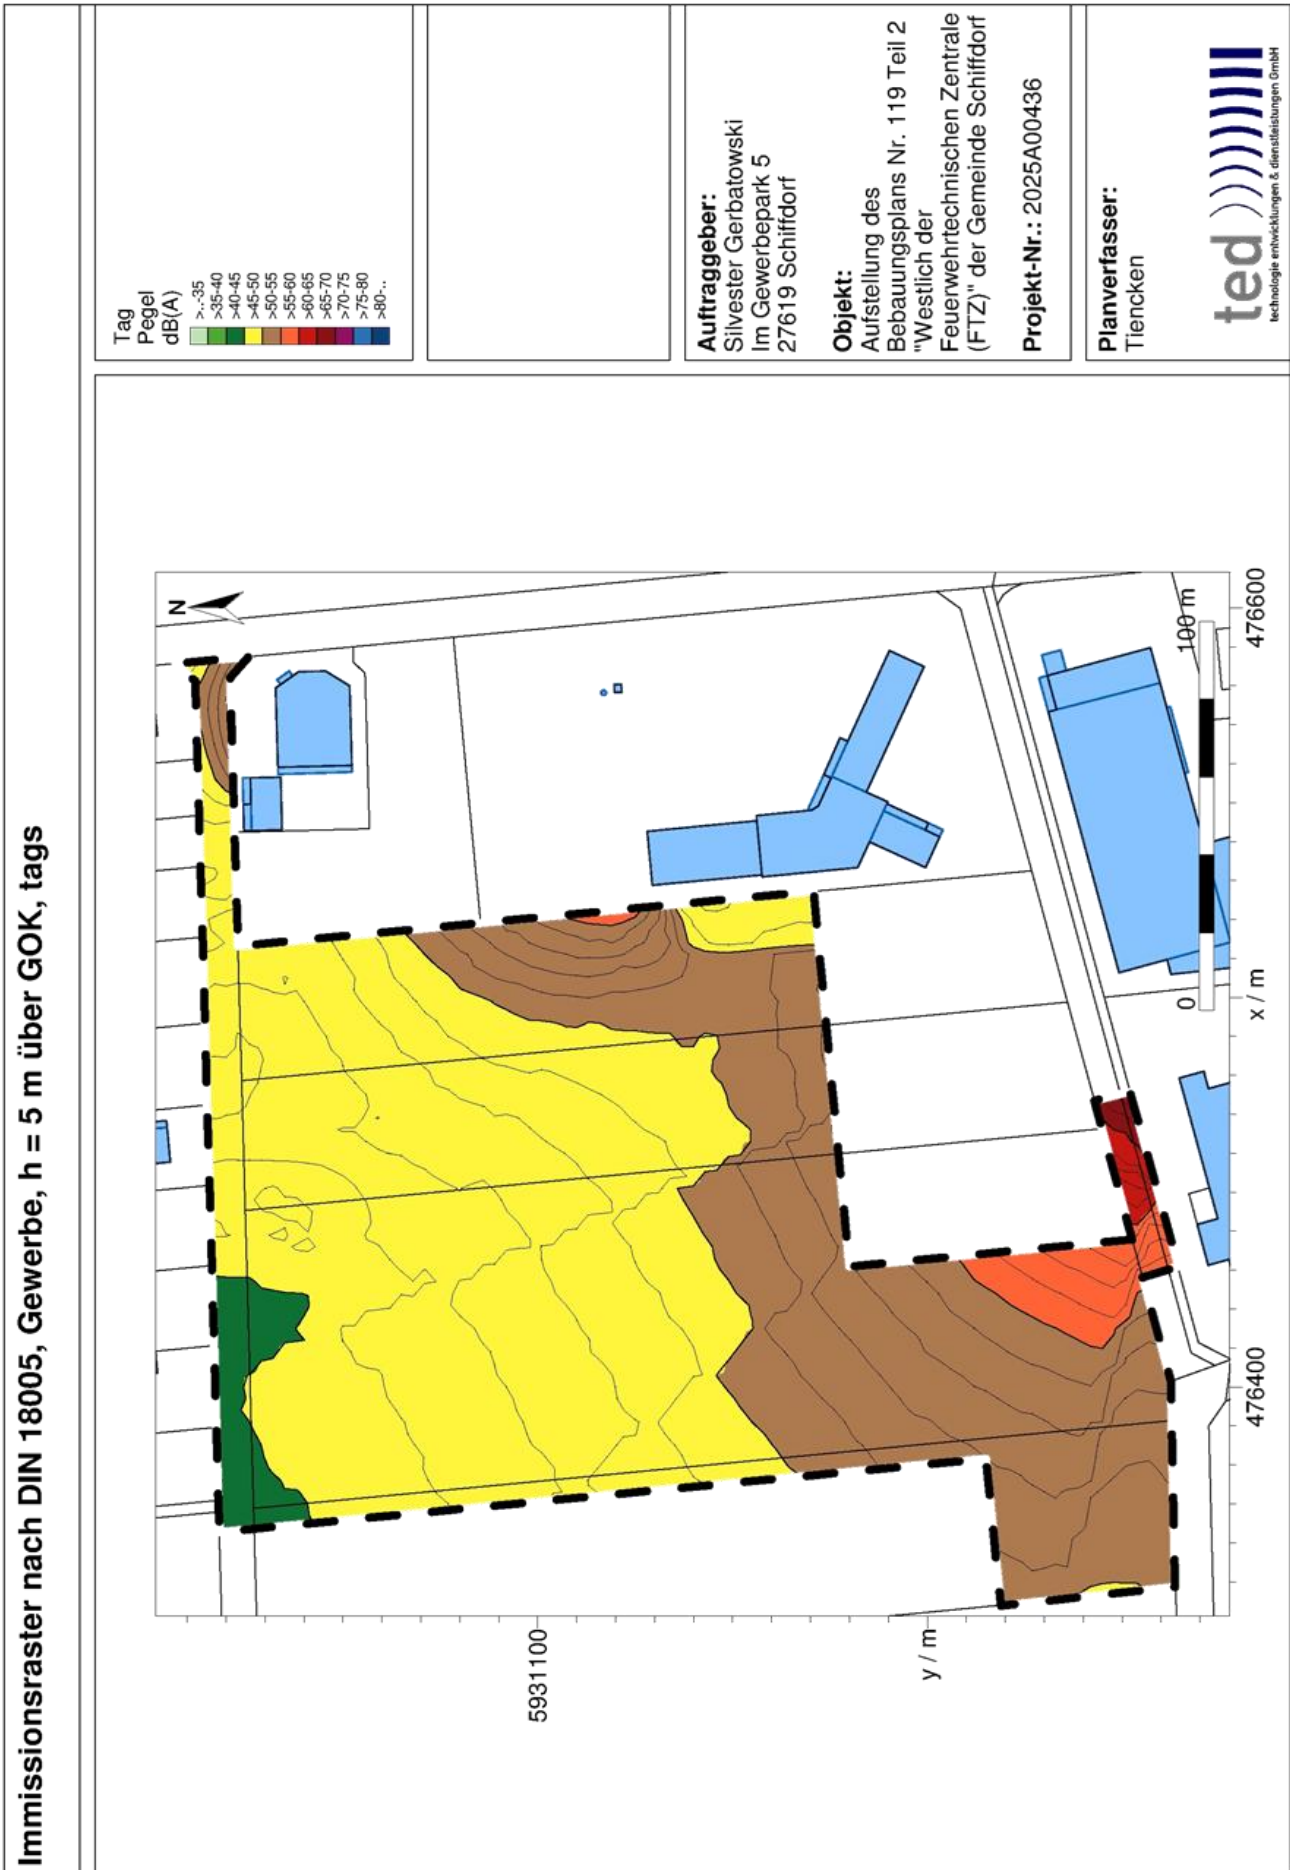 Immissionsraster nach DIN 18005, Gewerbe, h = 5 m über GOK, tags
Tag
Pegel
dB(A)
>..-35
>35-40
>40-45
>45-50
>50-55
>55-60
>60-65
>65-70
>70-75
>75-80
>80-..
Auftraggeber:
Silvester Gerbatowski
Im Gewerbepark 5
27619 Schiffdorf
Objekt:
Aufstellung des
Bebauungsplans Nr. 119 Teil 2
"Westlich der
Feuerwehrtechnischen Zentrale
(FTZ)" der Gemeinde Schiffdorf
Projekt-Nr.: 2025A00436
Planverfasser:
Tiencken
ted
technologie entwicklungen & dienstleistungen GmbH
N
5931100
y / m
0
100 m
476400
x / m
476600